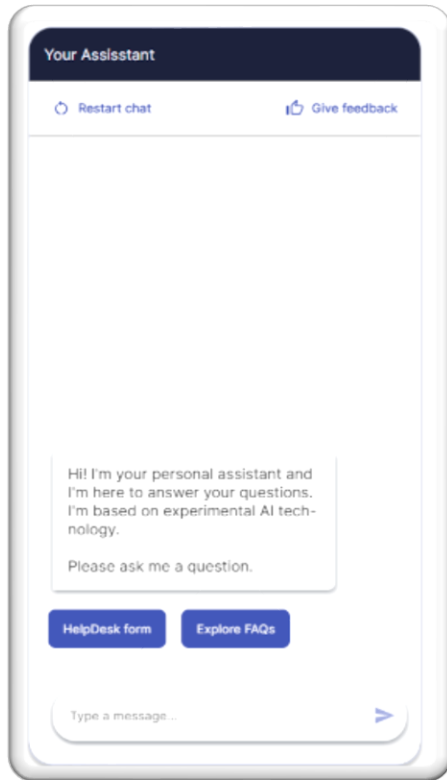 Your Assisstant
Restart chat
Give feedback
Hi! I'm your personal assistant and
I'm here to answer your questions.
I'm based on experimental AI tech-
nology.
Please ask me a question.
HelpDesk form
Explore FAQs
Type a message...